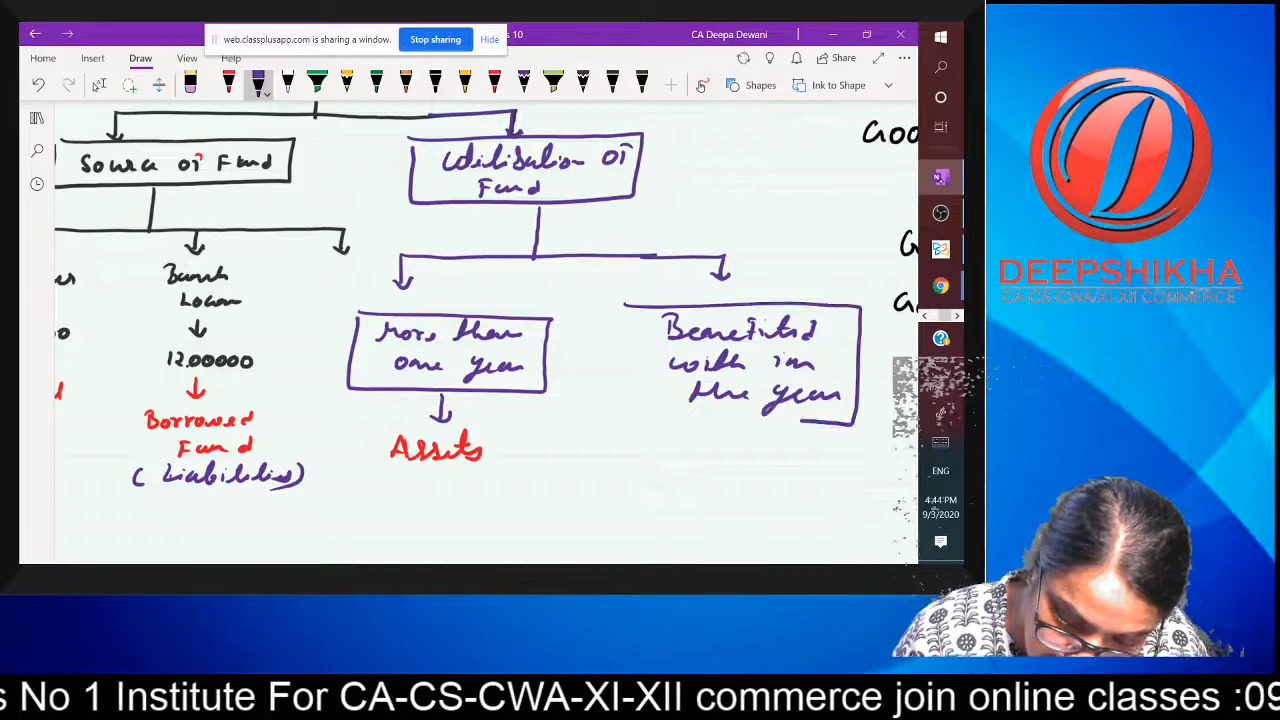 web.classplusapp.com is sharing a window.
Stop sharing
Hide
s 10
CA Deepa Dewani
Home
Insert
Draw
View
Share
Shapes
Ink to Shape
Source of Fund
Utilisation of
Fund
Goo
G
Bank
Loan
12,00000
Borrowed
Fund
(Liabilities)
More than
one year
Assets
Benefited
with in
the year
ENG
4:44 PM
9/3/2020
DEEPSHIKHA
CA-CS-CWA/XI-XII COMMERCE
s No 1 Institute For CA-CS-CWA-XI-XII commerce join online classes :09